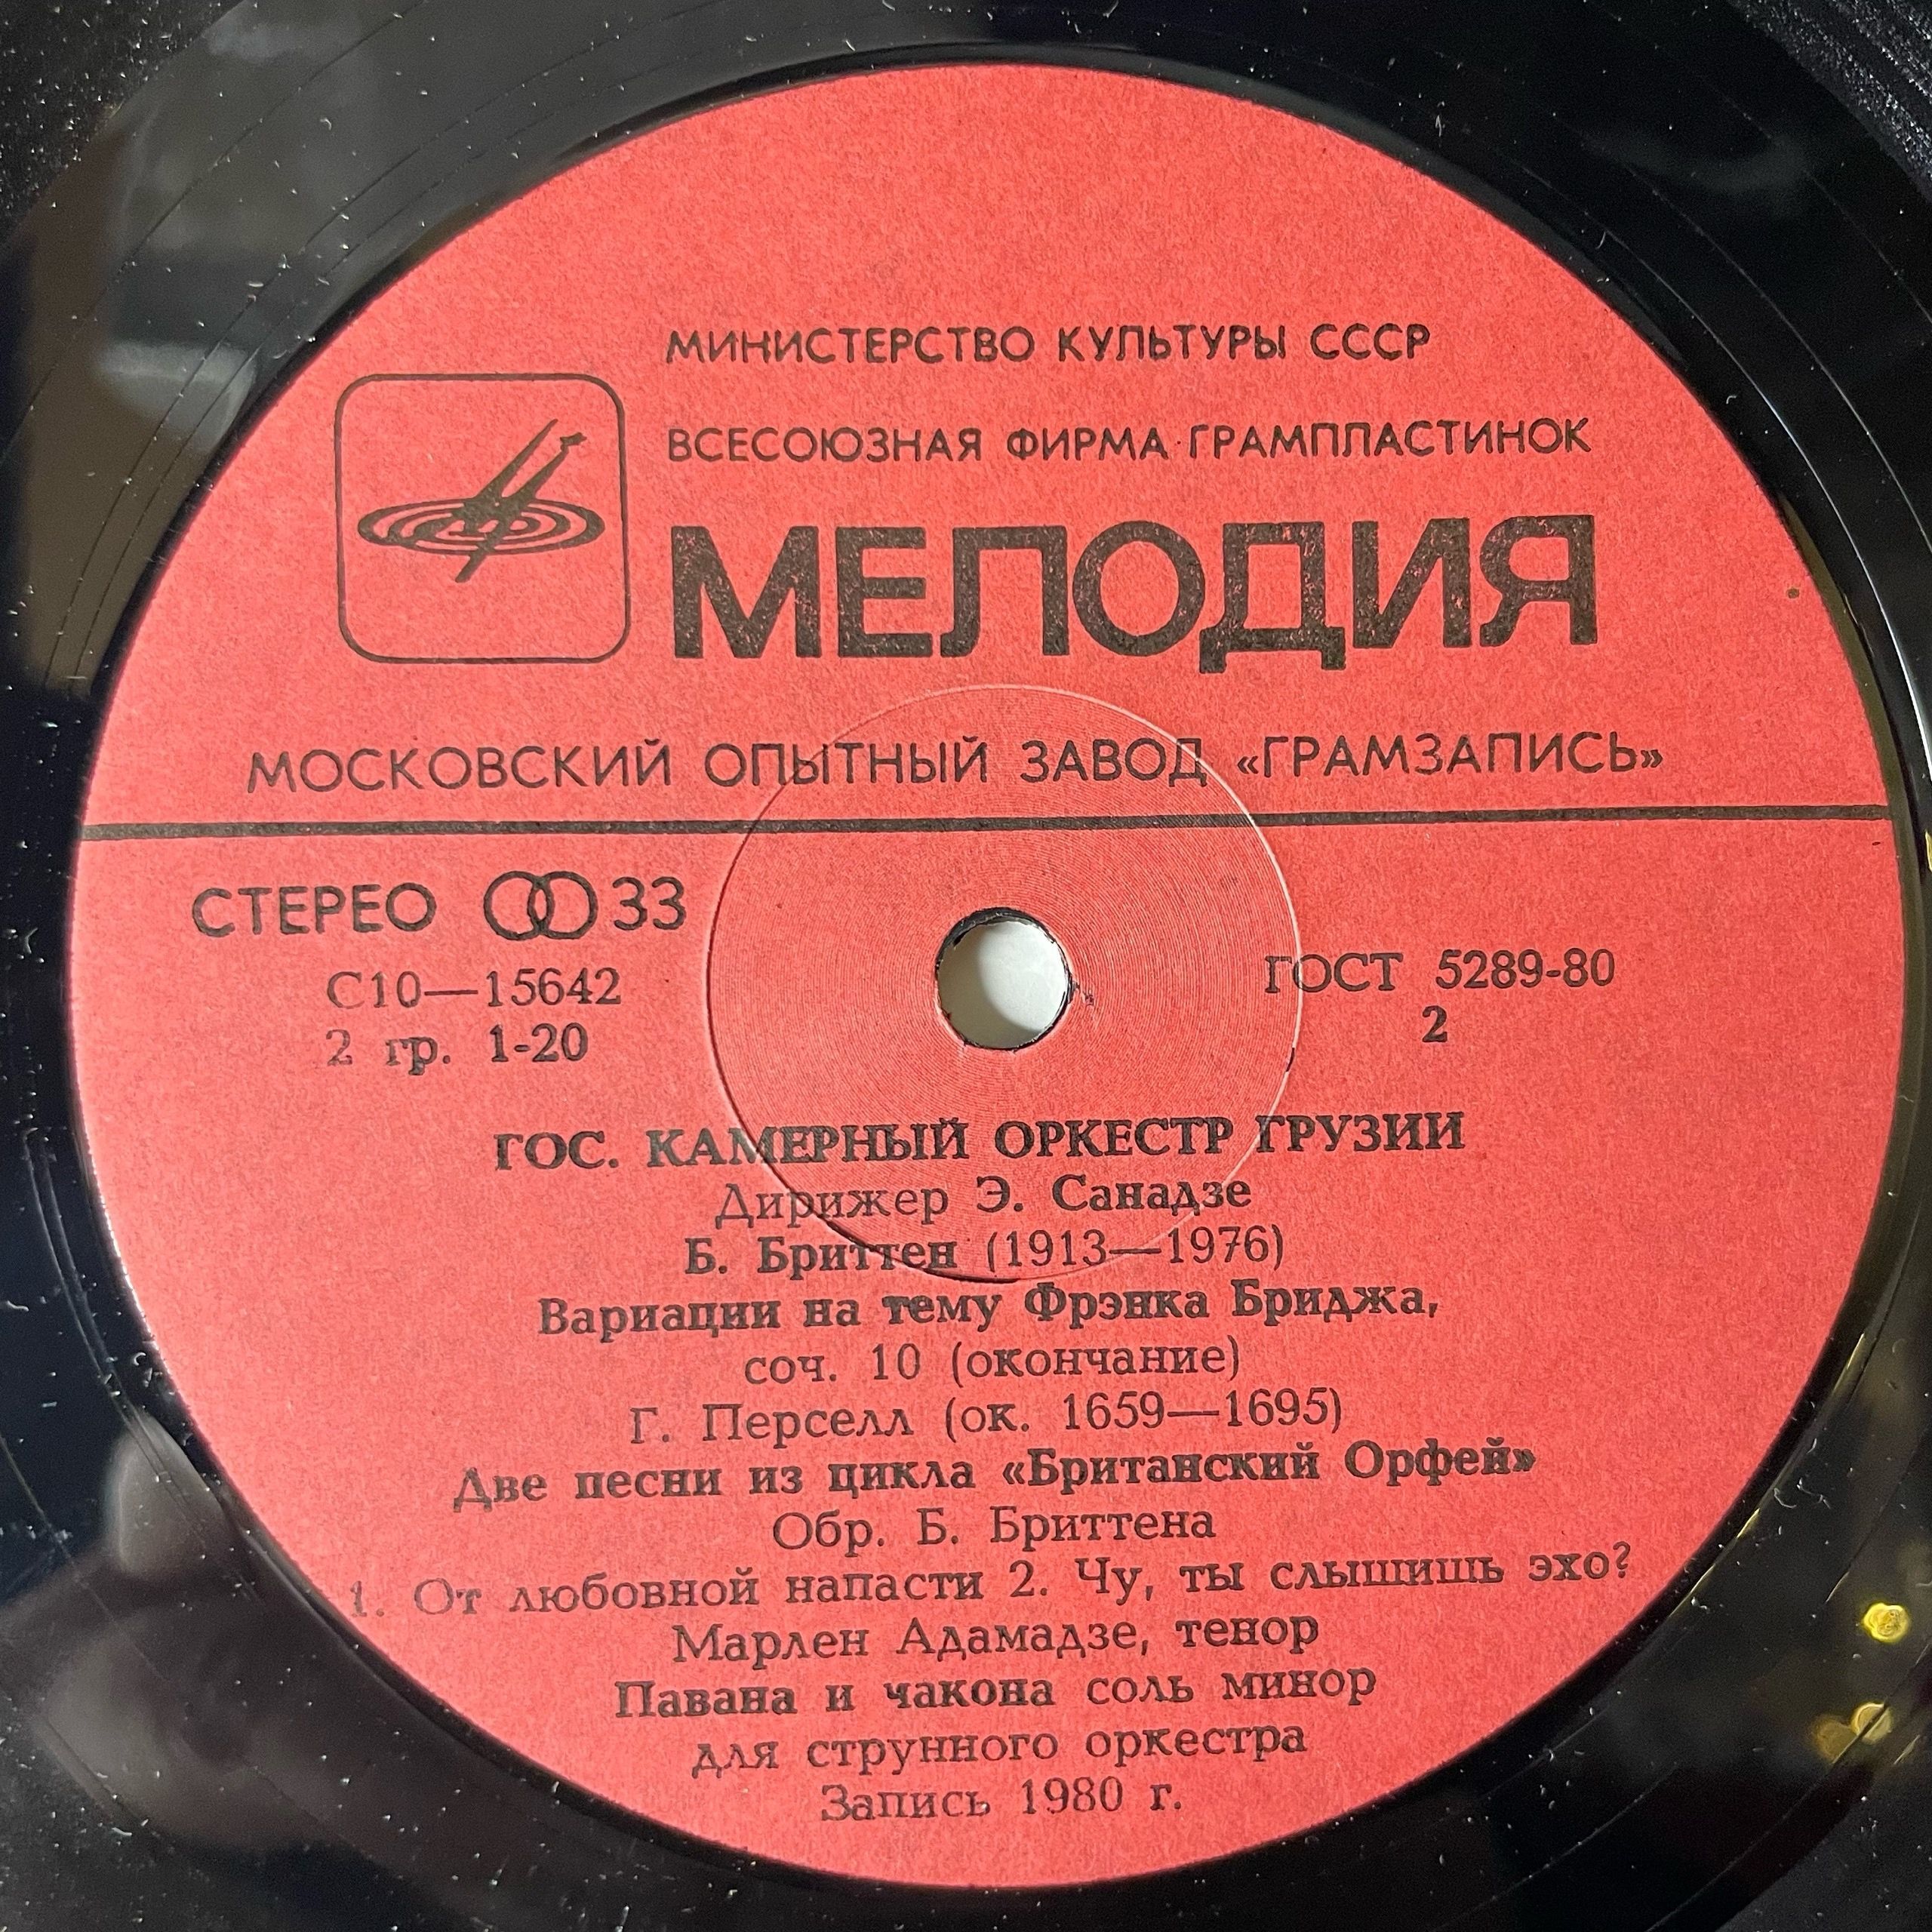 МИНИСТЕРСТВО КУЛЬТУРЫ СССР
ВСЕСОЮЗНАЯ ФИРМА ГРАМПЛАСТИНОК
МЕЛОДИЯ
МОСКОВСКИЙ ОПЫТНЫЙ ЗАВОД «ГРАМЗАПИСЬ»
СТЕРЕО 33
С10—15642
2 гр. 1-20
ГОСТ 5289-80
2
ГОС. КАМЕРНЫЙ ОРКЕСТР ГРУЗИИ
Дирижер Э. Санадзе
Б. Бриттен (1913—1976)
Вариации на тему Фрэнка Бриджа,
соч. 10 (окончание)
Г. Перселл (ок. 1659—1695)
Две песни из цикла «Британский Орфей»
Обр. Б. Бриттена
1. От любовной напасти 2. Чу, ты слышишь эхо?
Марлен Адамадзе, тенор
Павана и чакона соль минор
для струнного оркестра
Запись 1980 г.